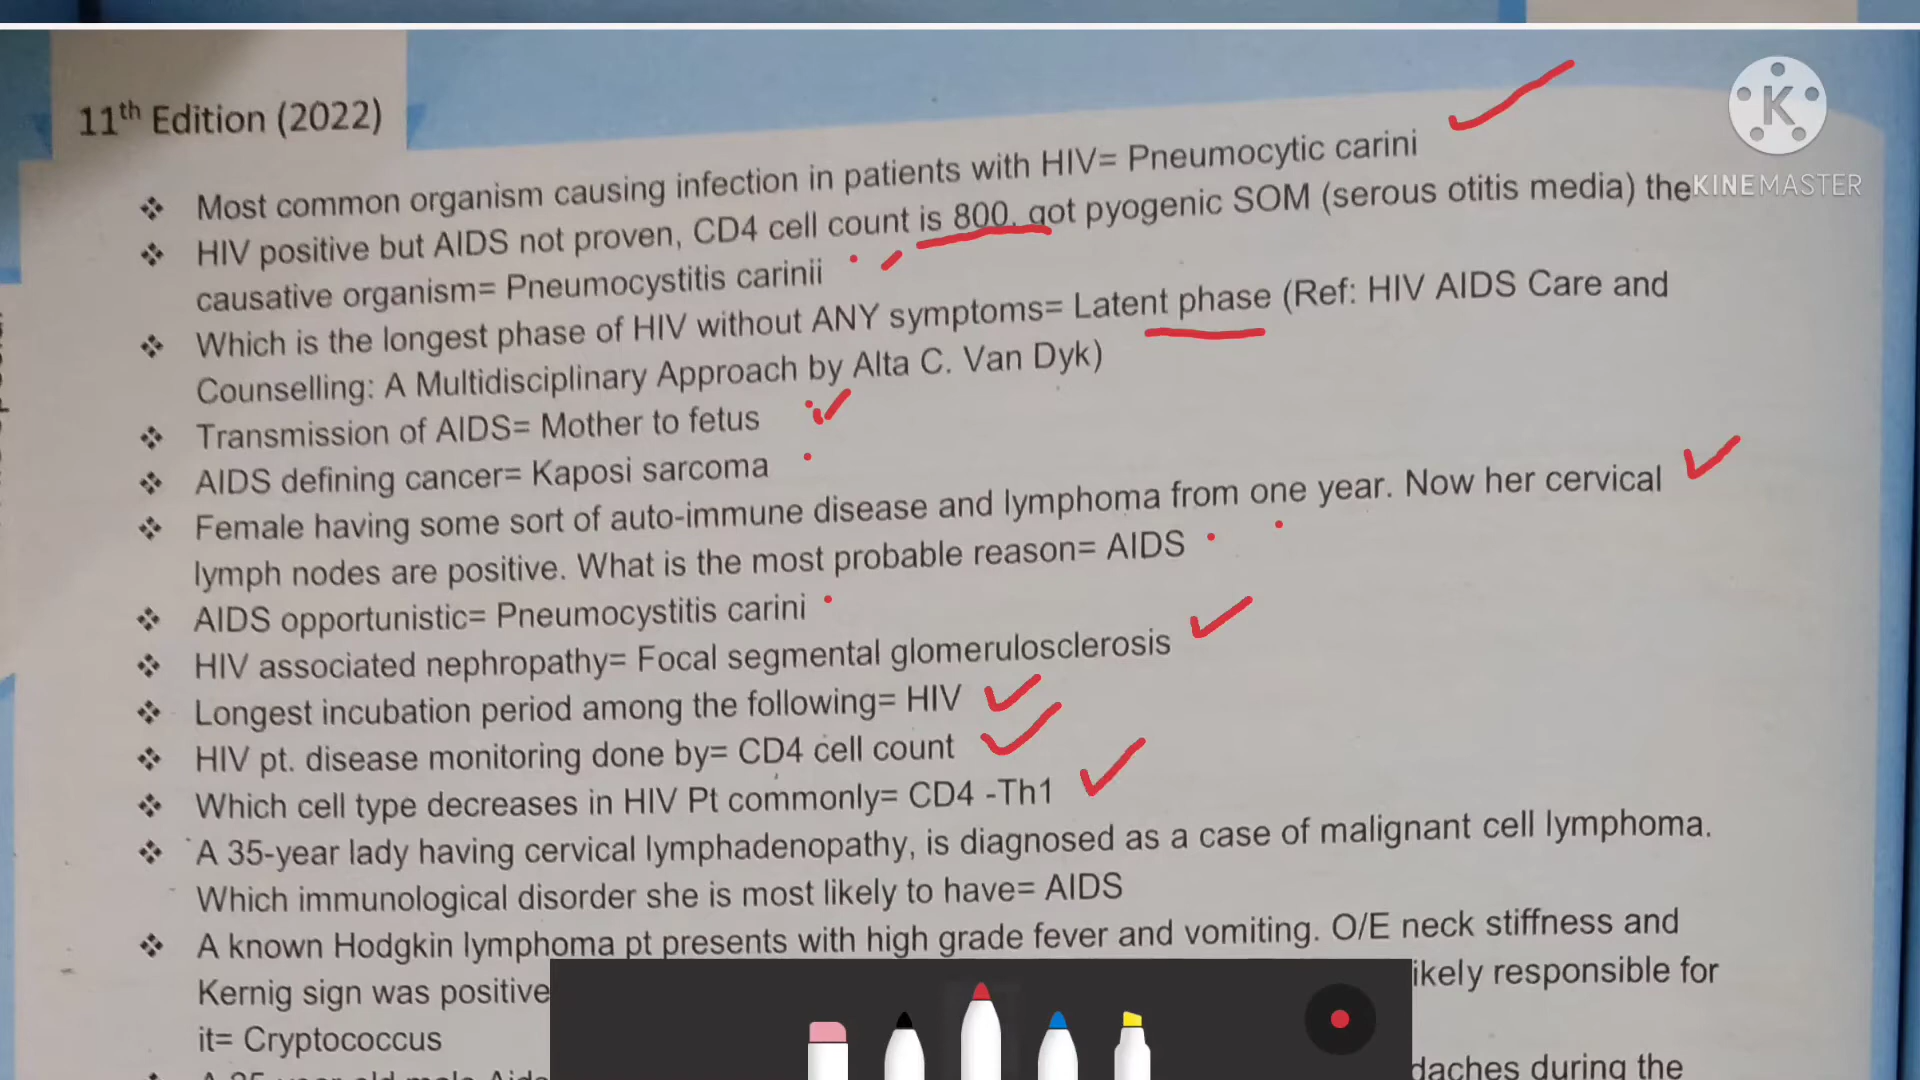 11th Edition (2022)
KINEMASTER
❖ Most common organism causing infection in patients with HIV= Pneumocytic carini
❖ HIV positive but AIDS not proven, CD4 cell count is 800, got pyogenic SOM (serous otitis media) the
causative organism= Pneumocystitis carinii
❖ Which is the longest phase of HIV without ANY symptoms= Latent phase (Ref: HIV AIDS Care and
Counselling: A Multidisciplinary Approach by Alta C. Van Dyk)
❖ Transmission of AIDS= Mother to fetus
❖ AIDS defining cancer= Kaposi sarcoma
❖ Female having some sort of auto-immune disease and lymphoma from one year. Now her cervical
lymph nodes are positive. What is the most probable reason= AIDS
❖ AIDS opportunistic= Pneumocystitis carini
❖ HIV associated nephropathy= Focal segmental glomerulosclerosis
❖ Longest incubation period among the following= HIV
❖ HIV pt. disease monitoring done by= CD4 cell count
❖ Which cell type decreases in HIV Pt commonly= CD4 -Th1
❖ A 35-year lady having cervical lymphadenopathy, is diagnosed as a case of malignant cell lymphoma.
Which immunological disorder she is most likely to have= AIDS
❖ A known Hodgkin lymphoma pt presents with high grade fever and vomiting. O/E neck stiffness and
Kernig sign was positive ikely responsible for
it= Cryptococcus
daches during the